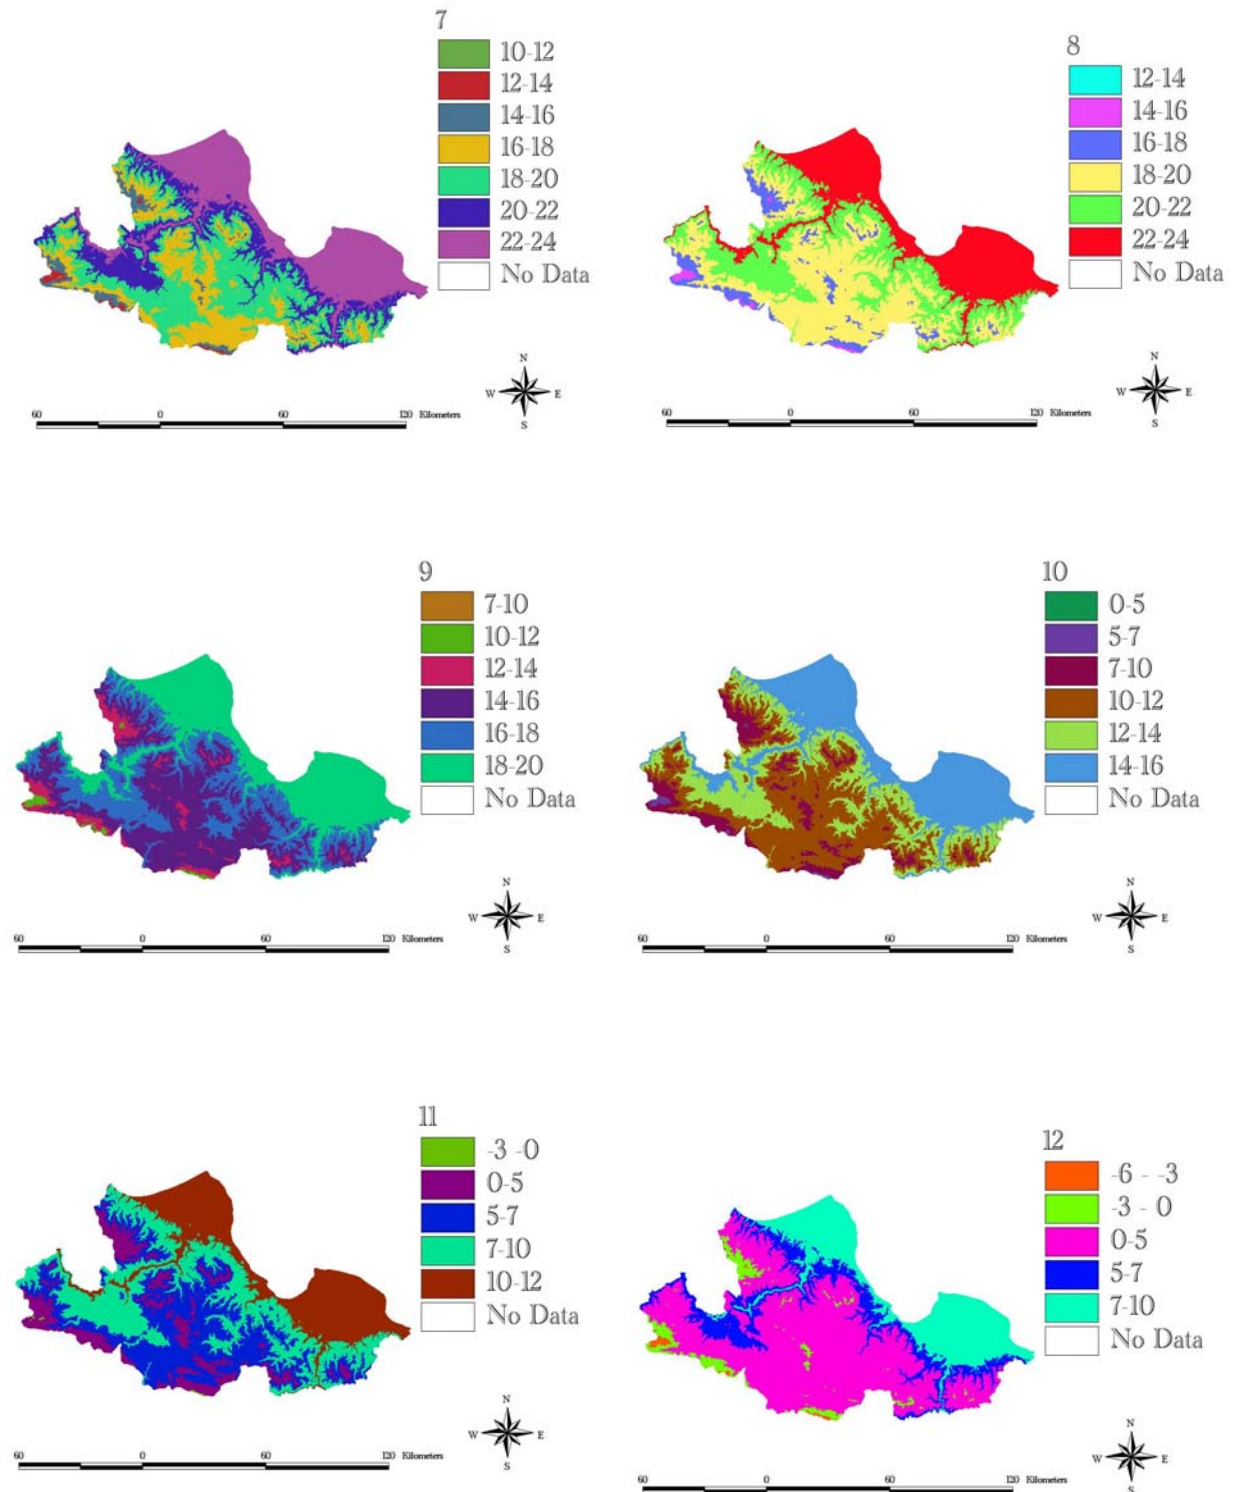 7
10-12
12-14
14-16
16-18
18-20
20-22
22-24
No Data
N
W E
S
60 0 60 120 Kilometers
8
12-14
14-16
16-18
18-20
20-22
22-24
No Data
N
W E
S
60 0 60 120 Kilometers
9
7-10
10-12
12-14
14-16
16-18
18-20
No Data
N
W E
S
60 0 60 120 Kilometers
10
0-5
5-7
7-10
10-12
12-14
14-16
No Data
N
W E
S
60 0 60 120 Kilometers
11
-3 -0
0-5
5-7
7-10
10-12
No Data
N
W E
S
60 0 60 120 Kilometers
12
-6 - -3
-3 - 0
0-5
5-7
7-10
No Data
N
W E
S
60 0 60 120 Kilometers